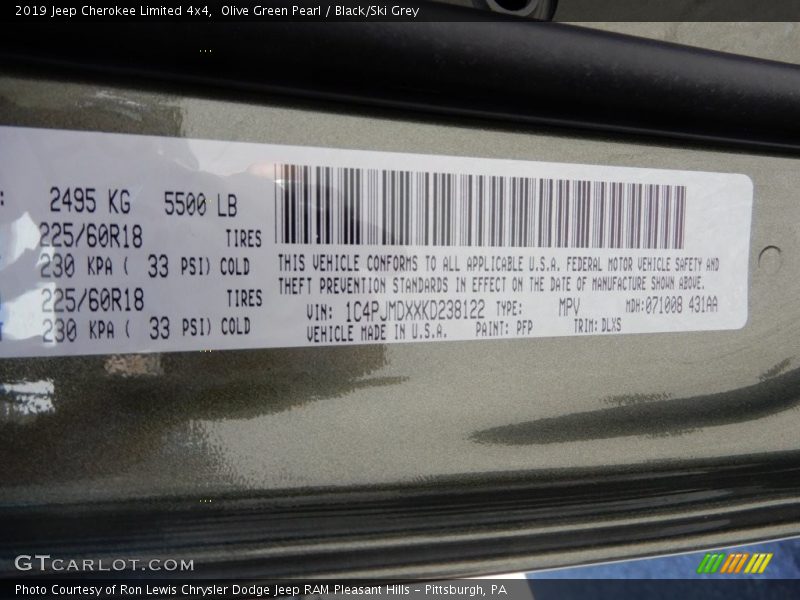 2019 Jeep Cherokee Limited 4x4, Olive Green Pearl / Black/Ski Grey
: 2495 KG 5500 LB
225/60R18 TIRES
230 KPA ( 33 PSI) COLD
225/60R18 TIRES
230 KPA ( 33 PSI) COLD
THIS VEHICLE CONFORMS TO ALL APPLICABLE U.S.A. FEDERAL MOTOR VEHICLE SAFETY AND
THEFT PREVENTION STANDARDS IN EFFECT ON THE DATE OF MANUFACTURE SHOWN ABOVE.
VIN: 1C4PJMDXXKD238122 TYPE: MPV MDH:071008 431AA
VEHICLE MADE IN U.S.A. PAINT: PFP TRIM: DLXS
GTCARLOT.COM
Photo Courtesy of Ron Lewis Chrysler Dodge Jeep RAM Pleasant Hills - Pittsburgh, PA